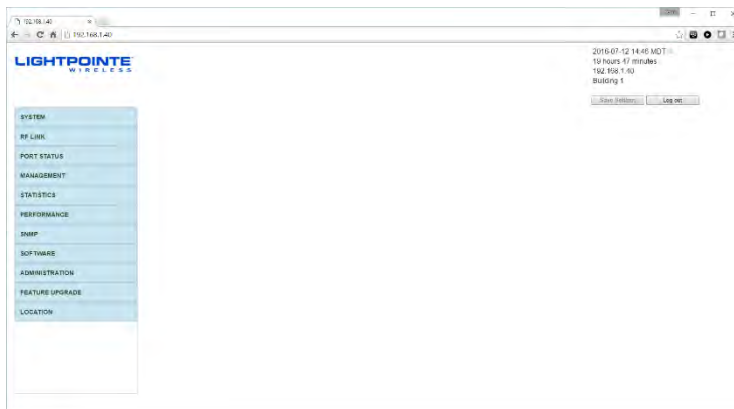 192.168.1.40
192.168.1.40
LIGHTPOINTE
WIRELESS
2016-07-12 14:46 MDT
19 hours 47 minutes
192.168.1.40
Building 1
Save Settings Log out
SYSTEM
RF LINK
PORT STATUS
MANAGEMENT
STATISTICS
PERFORMANCE
SNMP
SOFTWARE
ADMINISTRATION
FEATURE UPGRADE
LOCATION